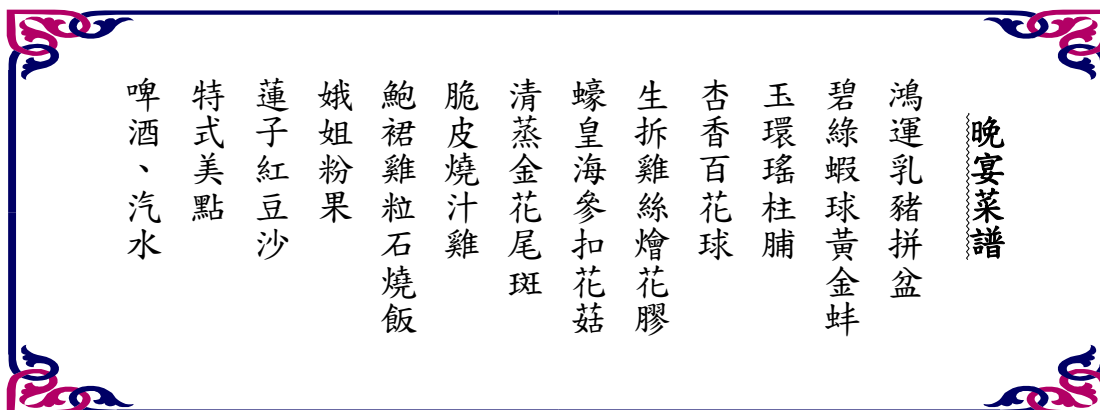 晚宴菜譜
鴻運乳豬拼盆
碧綠蝦球黃金蚌
玉環瑤柱脯
杏香百花球
生拆雞絲燴花膠
蠔皇海參扣花菇
清蒸金花尾斑
脆皮燒汁雞
鮑裙雞粒石燒飯
娥姐粉果
蓮子紅豆沙
特式美點
啤酒、汽水